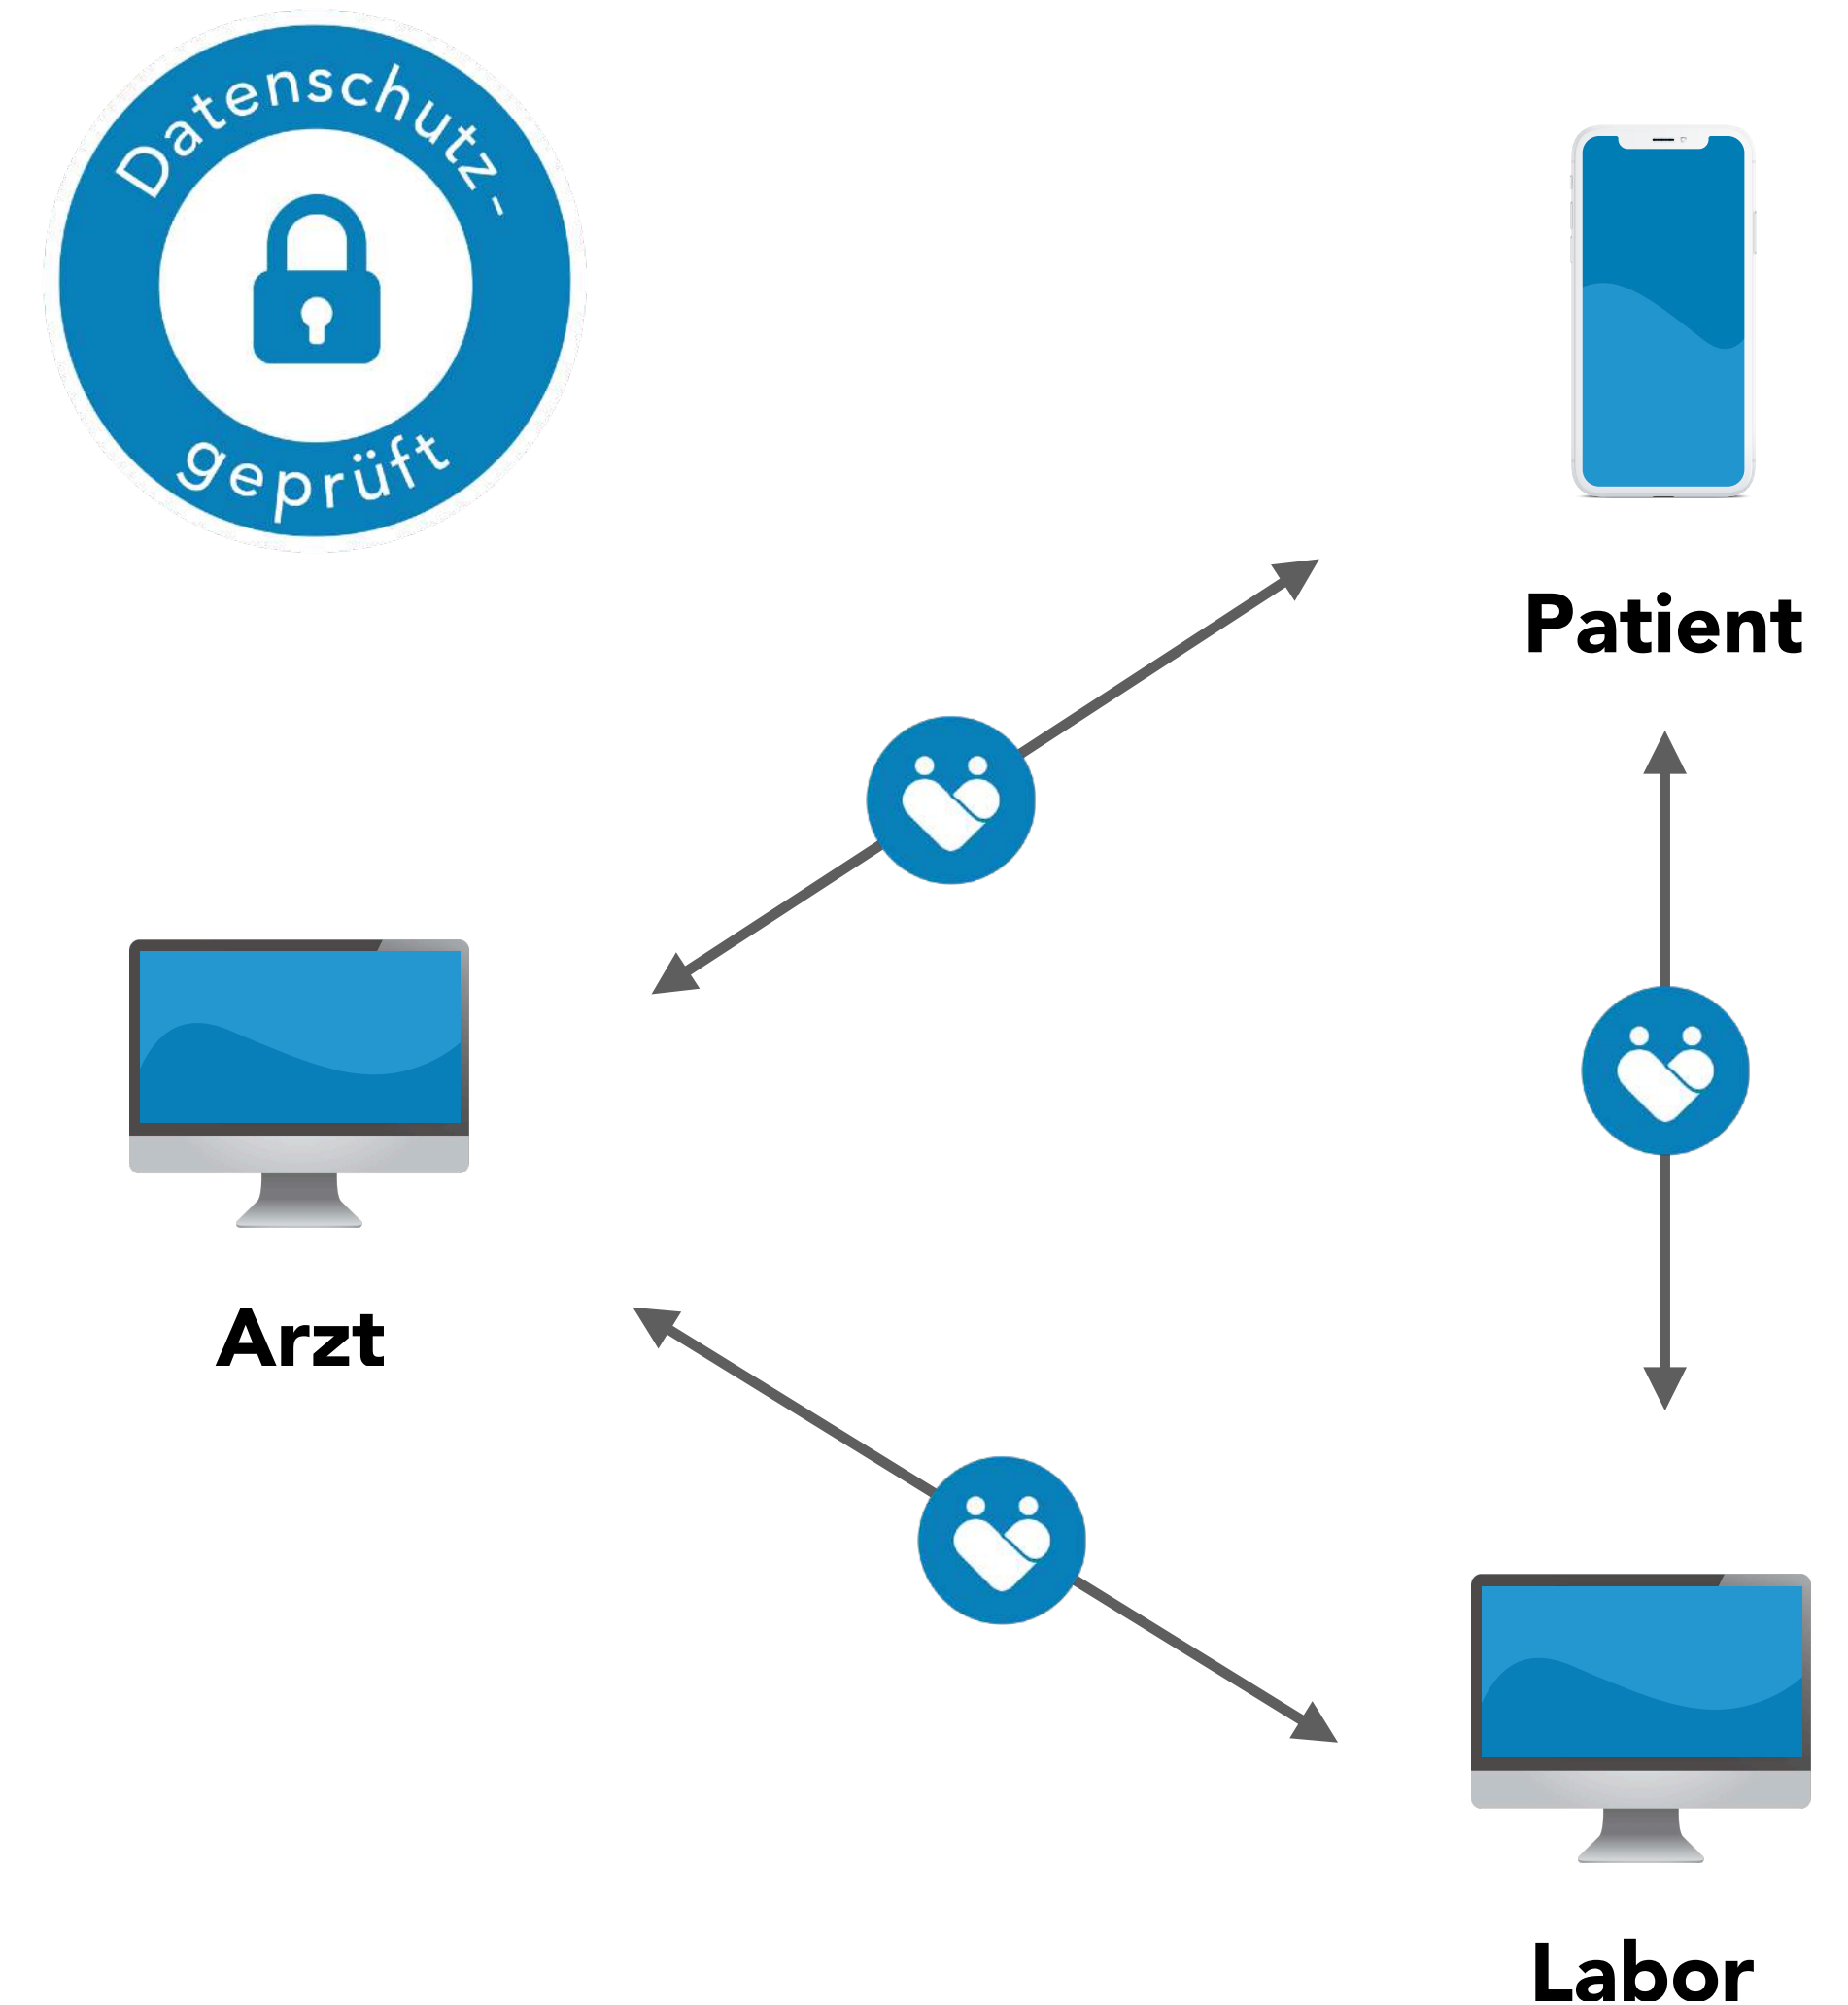 Datenschutz-
geprüft
Patient
Arzt
Labor